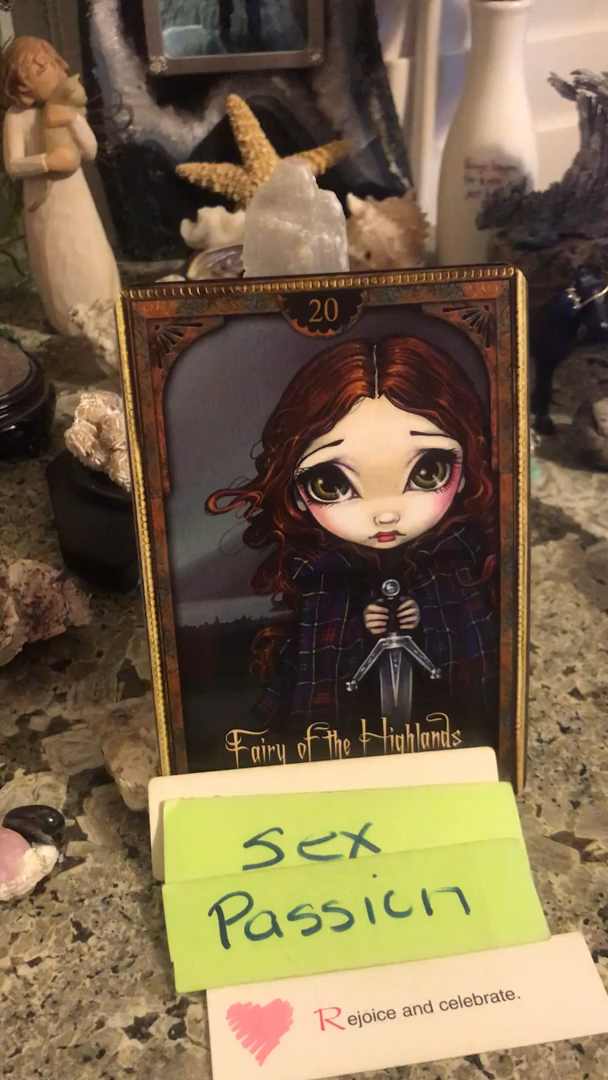 20
Fairy of the Highlands
sex
Passion
Rejoice and celebrate.